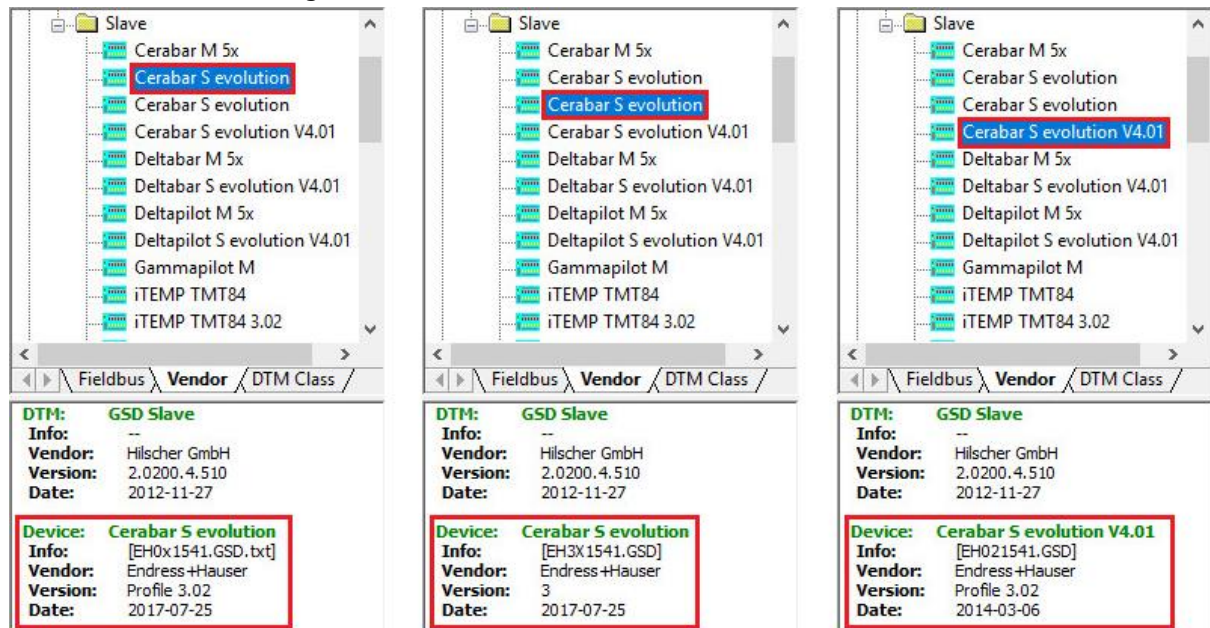 Slave
Cerabar M 5x
Cerabar S evolution
Cerabar S evolution
Cerabar S evolution V4.01
Deltabar M 5x
Deltabar S evolution V4.01
Deltapilot M 5x
Deltapilot S evolution V4.01
Gammapilot M
iTEMP TMT84
iTEMP TMT84 3.02
Fieldbus Vendor DTM Class
DTM: GSD Slave
Info: --
Vendor: Hilscher GmbH
Version: 2.0200.4.510
Date: 2012-11-27
Device: Cerabar S evolution
Info: [EH0x1541.GSD.txt]
Vendor: Endress+Hauser
Version: Profile 3.02
Date: 2017-07-25
Slave
Cerabar M 5x
Cerabar S evolution
Cerabar S evolution
Cerabar S evolution V4.01
Deltabar M 5x
Deltabar S evolution V4.01
Deltapilot M 5x
Deltapilot S evolution V4.01
Gammapilot M
iTEMP TMT84
iTEMP TMT84 3.02
Fieldbus Vendor DTM Class
DTM: GSD Slave
Info: --
Vendor: Hilscher GmbH
Version: 2.0200.4.510
Date: 2012-11-27
Device: Cerabar S evolution
Info: [EH3X1541.GSD]
Vendor: Endress+Hauser
Version: 3
Date: 2017-07-25
Slave
Cerabar M 5x
Cerabar S evolution
Cerabar S evolution
Cerabar S evolution V4.01
Deltabar M 5x
Deltabar S evolution V4.01
Deltapilot M 5x
Deltapilot S evolution V4.01
Gammapilot M
iTEMP TMT84
iTEMP TMT84 3.02
Fieldbus Vendor DTM Class
DTM: GSD Slave
Info: --
Vendor: Hilscher GmbH
Version: 2.0200.4.510
Date: 2012-11-27
Device: Cerabar S evolution V4.01
Info: [EH021541.GSD]
Vendor: Endress+Hauser
Version: Profile 3.02
Date: 2014-03-06